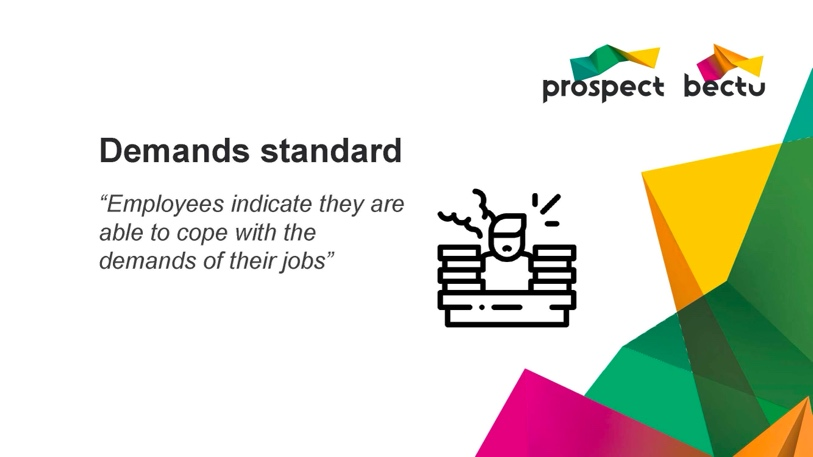 prospect bectu
Demands standard
“Employees indicate they are
able to cope with the
demands of their jobs”